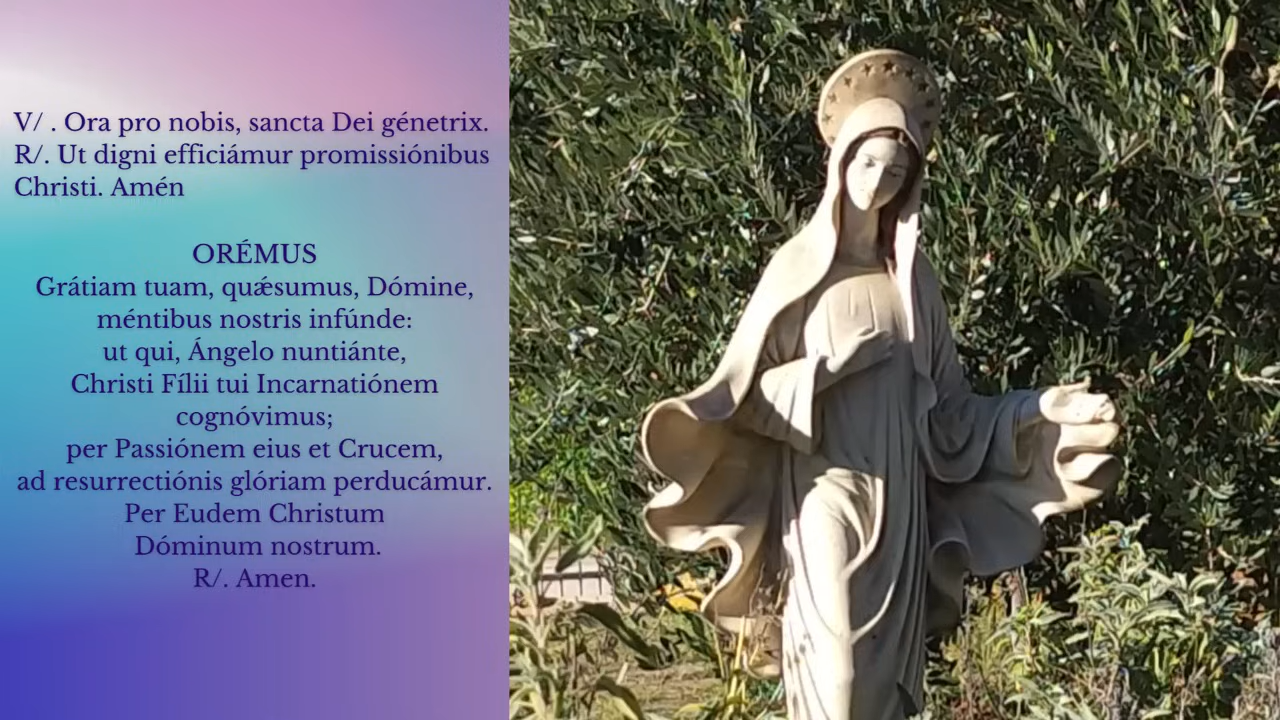 V/ . Ora pro nobis, sancta Dei génetrix.
R/. Ut digni efficiámur promissiónibus
Christi. Amén
ORÉMUS
Grátiam tuam, quǽsumus, Dómine,
méntibus nostris infúnde:
ut qui, Ángelo nuntiánte,
Christi Fílii tui Incarnatiónem
cognóvimus;
per Passiónem eius et Crucem,
ad resurrectiónis glóriam perducámur.
Per Eudem Christum
Dóminum nostrum.
R/. Amen.